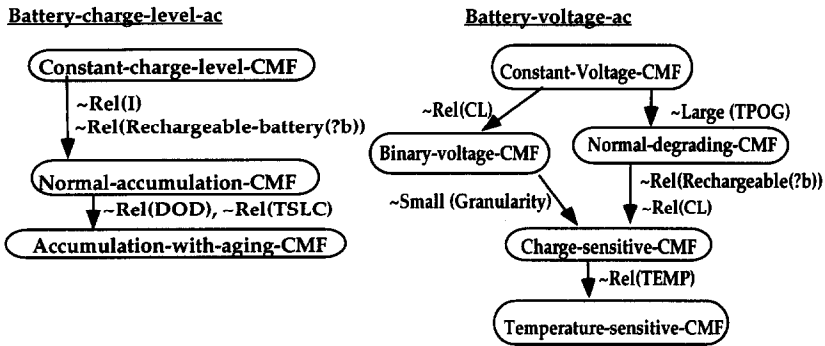 Battery-charge-level-ac
Constant-charge-level-CMF
~Rel(I)
~Rel(Rechargeable-battery(?b))
Normal-accumulation-CMF
~Rel(DOD), ~Rel(TSLC)
Accumulation-with-aging-CMF
Battery-voltage-ac
Constant-Voltage-CMF
~Rel(CL)
~Large (TPOG)
Binary-voltage-CMF
Normal-degrading-CMF
~Small (Granularity)
~Rel(Rechargeable(?b))
~Rel(CL)
Charge-sensitive-CMF
~Rel(TEMP)
Temperature-sensitive-CMF